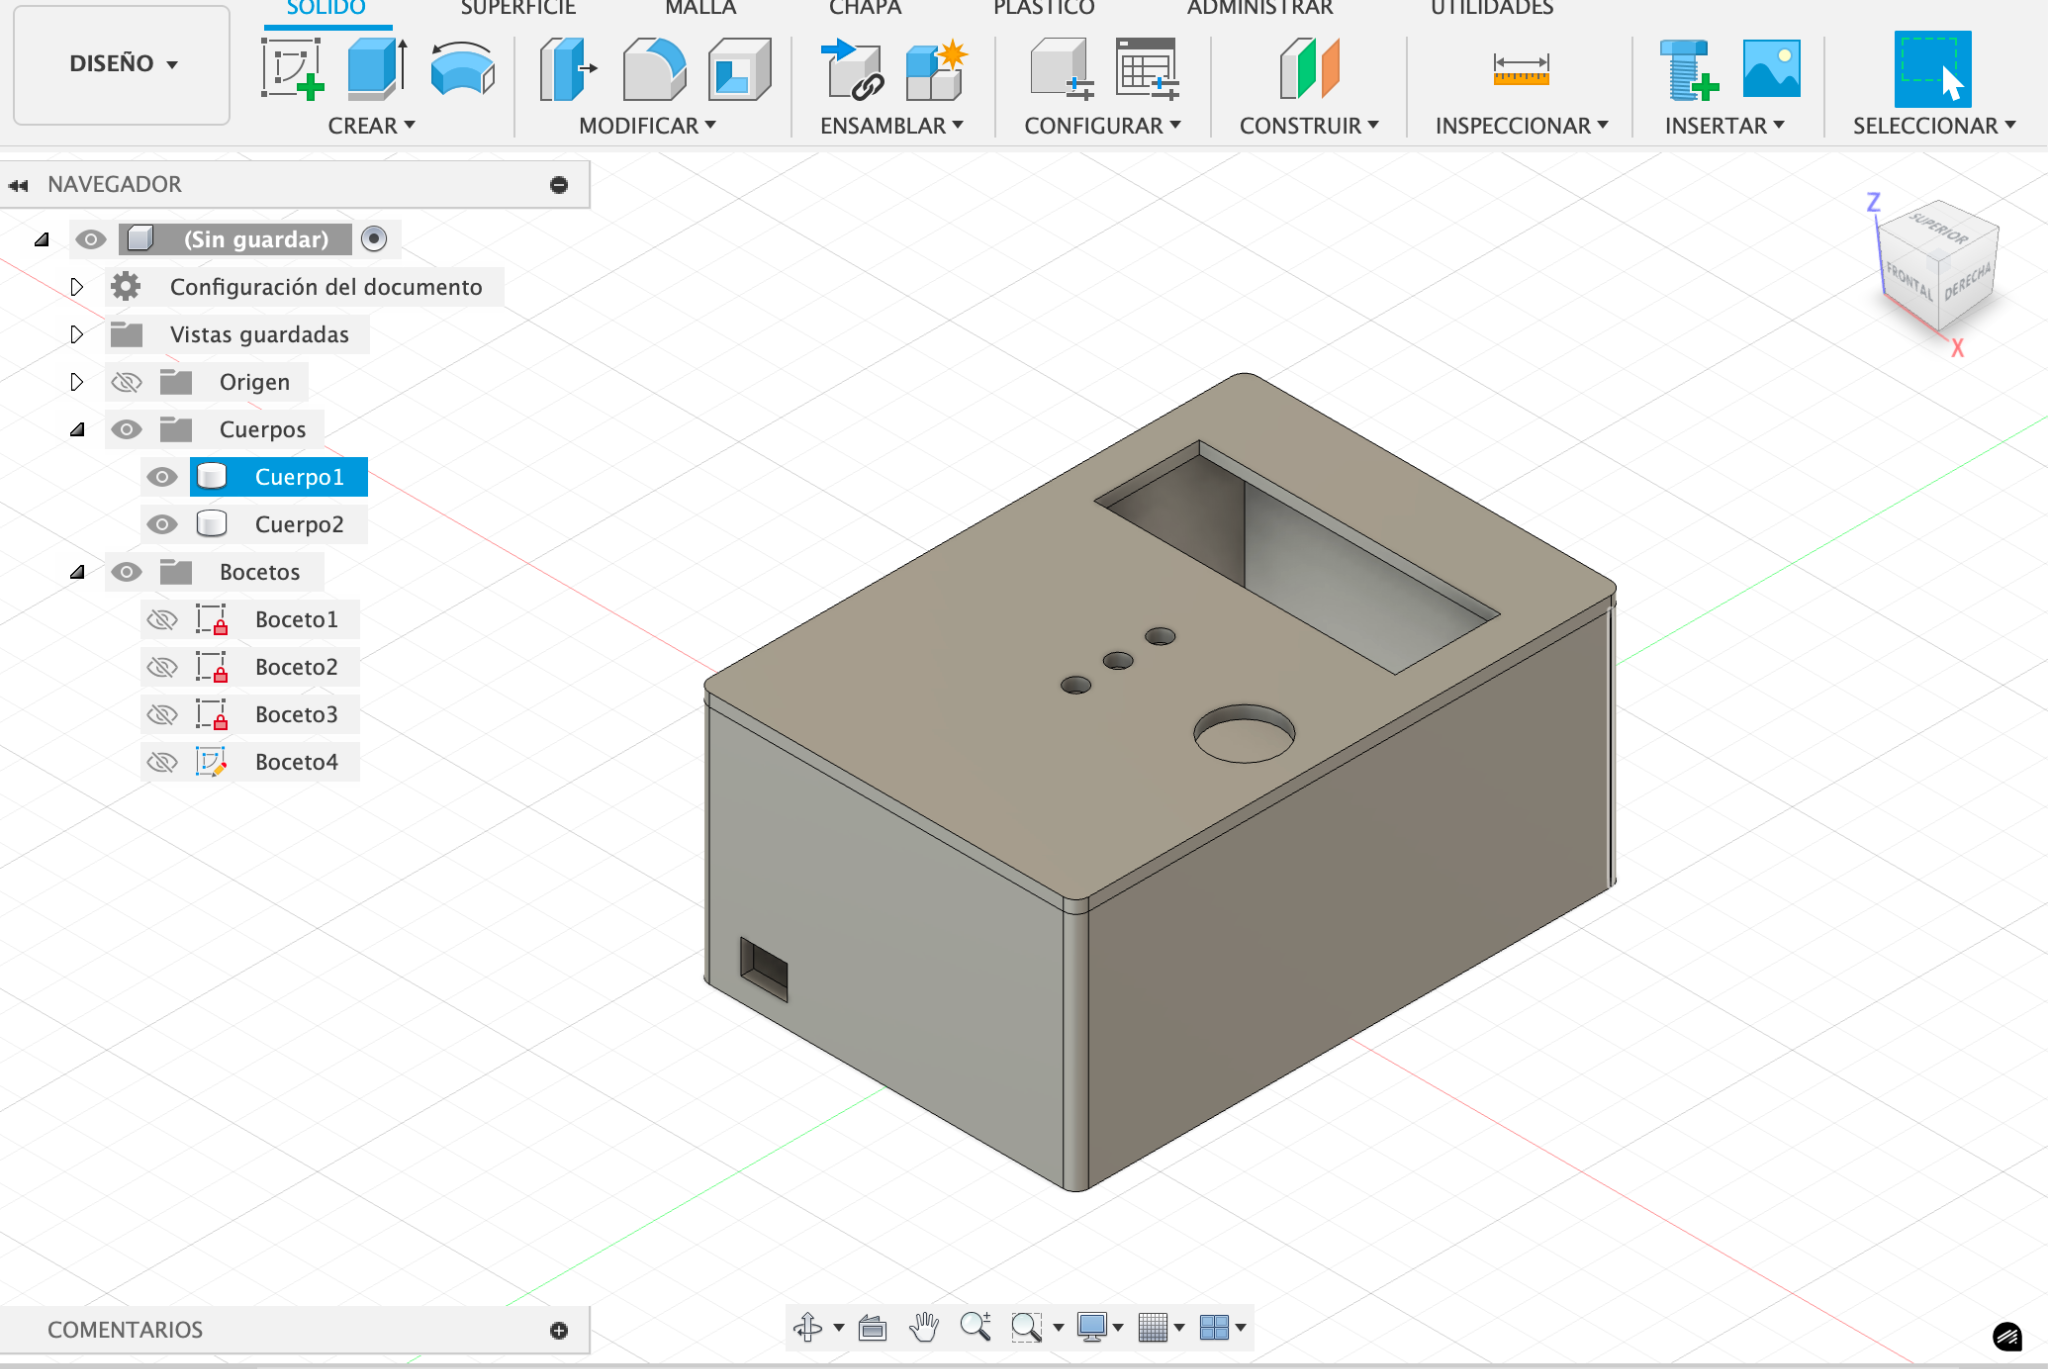 SÓLIDO SUPERFICIE MALLA CHAPA PLÁSTICO ADMINISTRAR UTILIDADES
DISEÑO
CREAR MODIFICAR ENSAMBLAR CONFIGURAR CONSTRUIR INSPECCIONAR INSERTAR SELECCIONAR
NAVEGADOR
(Sin guardar)
Configuración del documento
Vistas guardadas
Origen
Cuerpos
Cuerpo1
Cuerpo2
Bocetos
Boceto1
Boceto2
Boceto3
Boceto4
Z
SUPERIOR
FRONTAL
DERECHA
X
COMENTARIOS